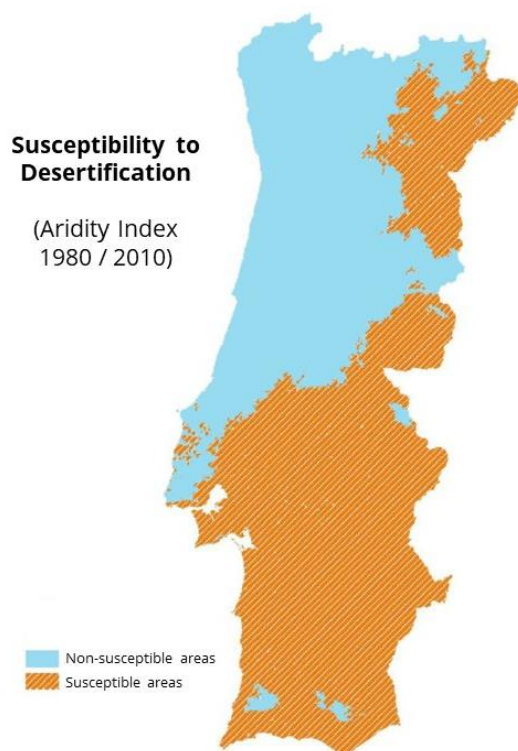 Susceptibility to
Desertification
(Aridity Index
1980 / 2010)
Non-susceptible areas
Susceptible areas